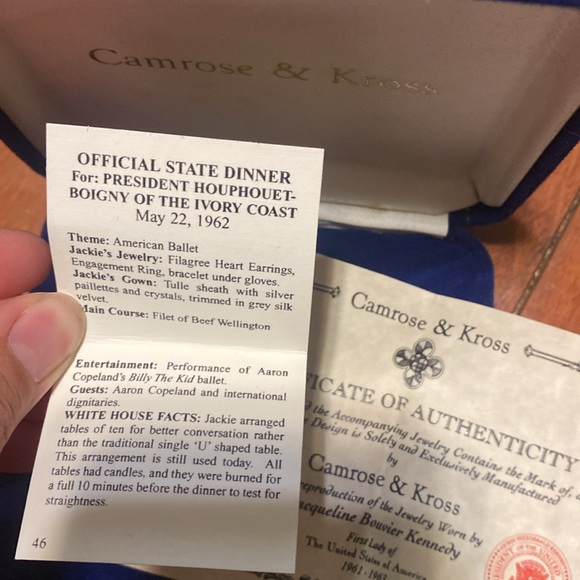 Camrose & Kross
OFFICIAL STATE DINNER
For: PRESIDENT HOUPHOUET-
BOIGNY OF THE IVORY COAST
May 22, 1962
Theme: American Ballet
Jackie's Jewelry: Filagree Heart Earrings,
Engagement Ring, bracelet under gloves.
Jackie's Gown: Tulle sheath with silver
paillettes and crystals, trimmed in grey silk
velvet.
Main Course: Filet of Beef Wellington
Entertainment: Performance of Aaron
Copeland's Billy The Kid ballet.
Guests: Aaron Copeland and international
dignitaries.
WHITE HOUSE FACTS: Jackie arranged
tables of ten for better conversation rather
than the traditional single 'U' shaped table.
This arrangement is still used today. All
tables had candles, and they were burned for
a full 10 minutes before the dinner to test for
straightness.
46
Camrose & Kross
OF AUTHENTICITY
the Accompanying Jewelry Contains the Mark of,
Design is Solely and Exclusively Manufactured
by
Camrose & Kross
reproduction of the Jewelry Worn by
Jacqueline Bouvier Kennedy
First Lady of
The United States of America